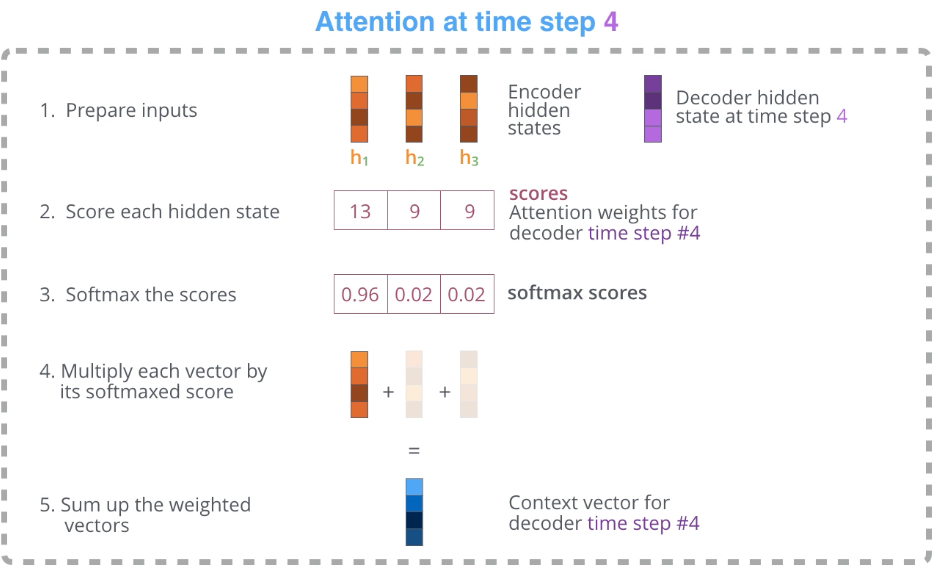 Attention at time step 4
1. Prepare inputs
h1 h2 h3
Encoder
hidden
states
Decoder hidden
state at time step 4
2. Score each hidden state
13 9 9
scores
Attention weights for
decoder time step #4
3. Softmax the scores
0.96 0.02 0.02
softmax scores
4. Multiply each vector by
its softmaxed score
+ +
=
5. Sum up the weighted
vectors
Context vector for
decoder time step #4